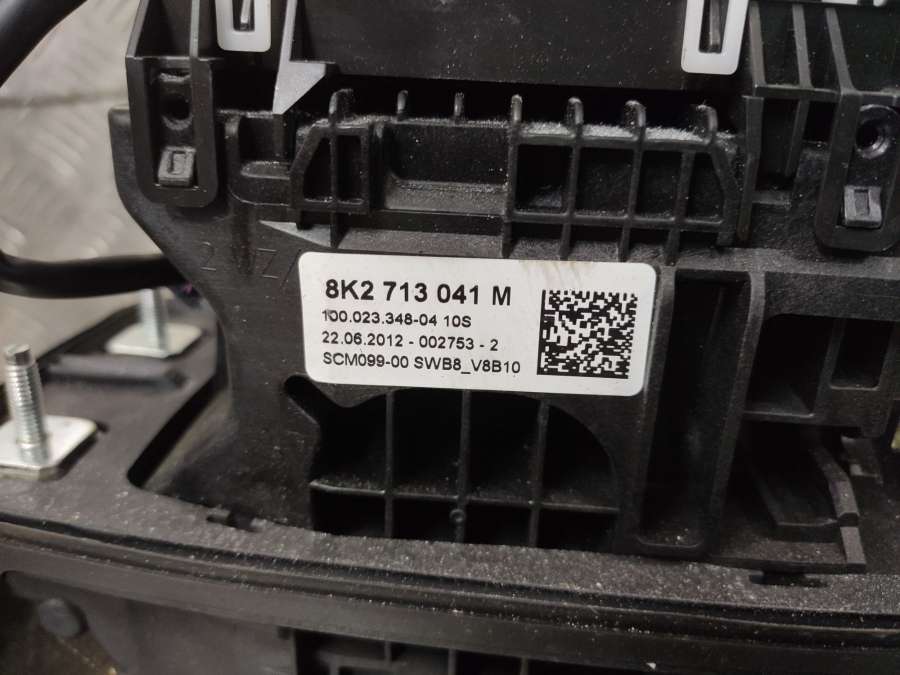 8K2 713 041 M
100.023.348-04 10S
22.06.2012 - 002753 - 2
SCM099-00 SWB8_V8B10